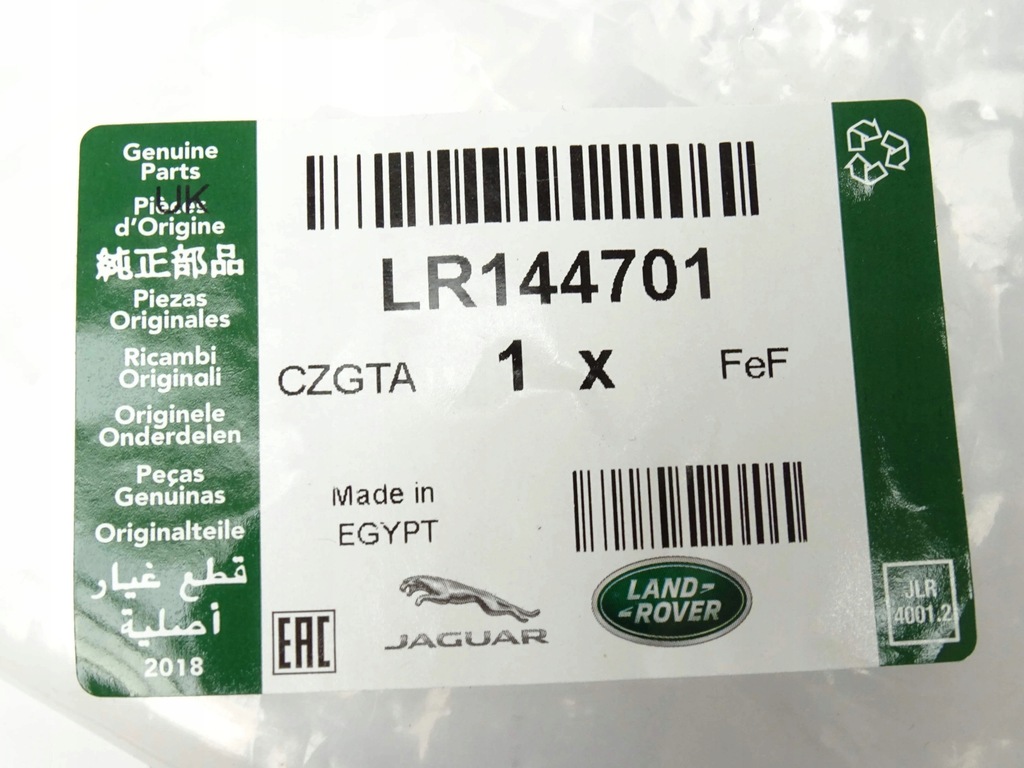 Genuine
Parts
UK
Pièces
d'Origine
純正部品
Piezas
Originales
Ricambi
Originali
Originele
Onderdelen
Peças
Genuinas
Originalteile
قطع غيار
أصلية
2018
LR144701
CZGTA 1 x FeF
Made in
EGYPT
EAC
JAGUAR
LAND-
-ROVER
JLR
4001.2